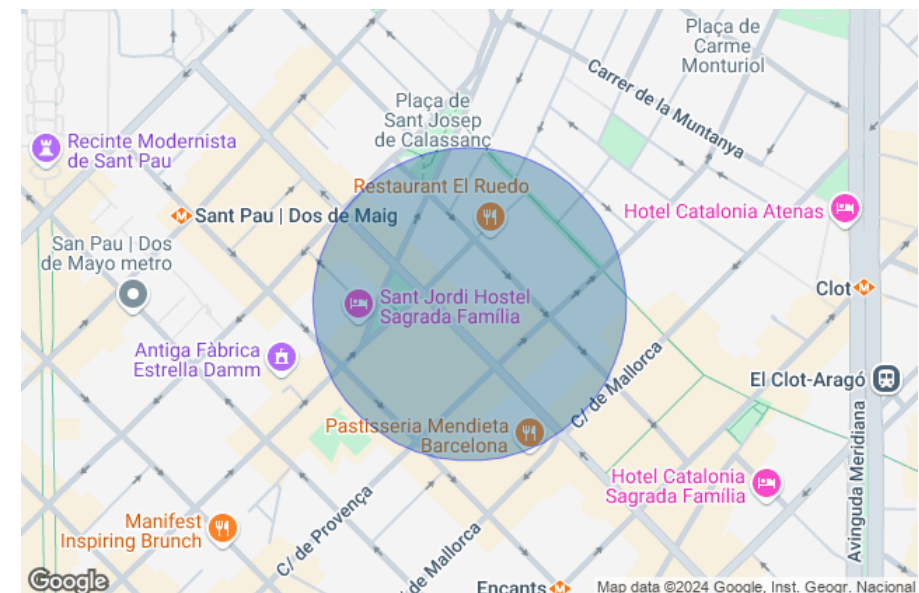 Plaça de
Carme
Monturiol
Carrer de la Muntanya
Plaça de
Sant Josep
de Calassanç
Recinte Modernista
de Sant Pau
Restaurant El Ruedo
Hotel Catalonia Atenas
Sant Pau | Dos de Maig
San Pau | Dos
de Mayo metro
Clot
Sant Jordi Hostel
Sagrada Família
Antiga Fàbrica
Estrella Damm
C/ de Mallorca
El Clot-Aragó
Pastisseria Mendieta
Barcelona
Avinguda Meridiana
Hotel Catalonia
Sagrada Família
Manifest
Inspiring Brunch
C/ de Provença
de Mallorca
Encants
Google
Map data ©2024 Google, Inst. Geogr. Nacional